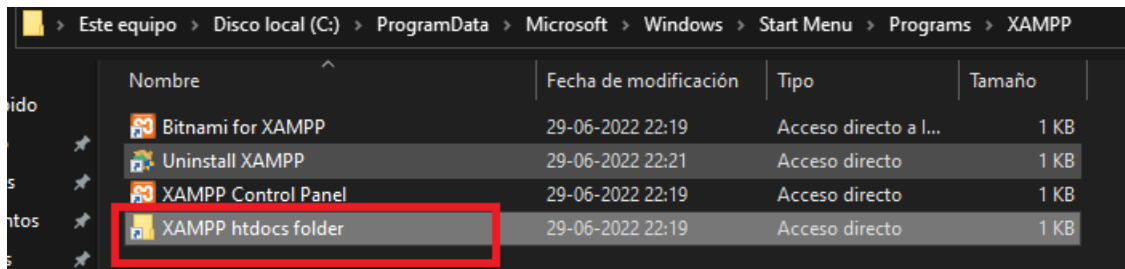 Este equipo > Disco local (C:) > ProgramData > Microsoft > Windows > Start Menu > Programs > XAMPP
Nombre Fecha de modificación Tipo Tamaño
Bitnami for XAMPP 29-06-2022 22:19 Acceso directo a I... 1 KB
Uninstall XAMPP 29-06-2022 22:21 Acceso directo 1 KB
XAMPP Control Panel 29-06-2022 22:19 Acceso directo 1 KB
XAMPP htdocs folder 29-06-2022 22:19 Acceso directo 1 KB